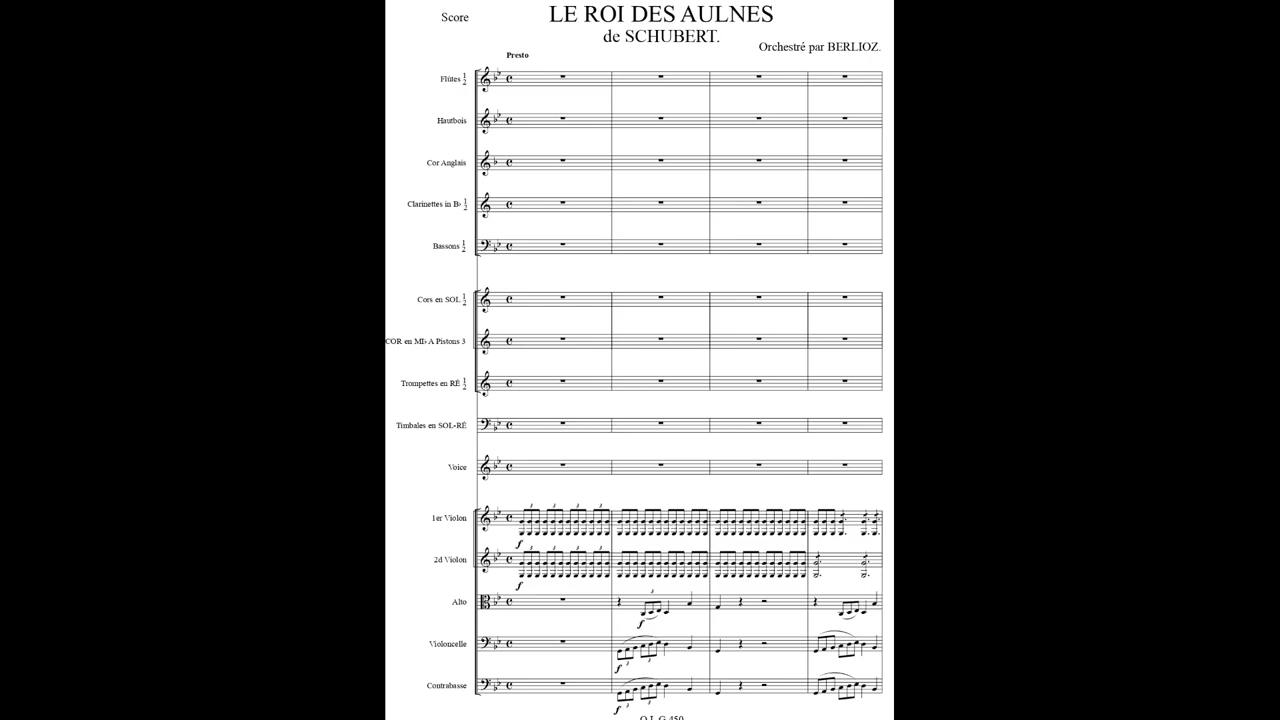 Score
LE ROI DES AULNES
de SCHUBERT.
Orchestré par BERLIOZ.
Presto
Flûtes 1 2
Hautbois
Cor Anglais
Clarinettes in B♭ 1 2
Bassons 1 2
Cors en SOL 1 2
COR en MI♭ A Pistons 3
Trompettes en RÉ 1 2
Timbales en SOL-RÉ
Voice
1er Violon
2d Violon
Alto
Violoncelle
Contrabasse
O.L.G.450